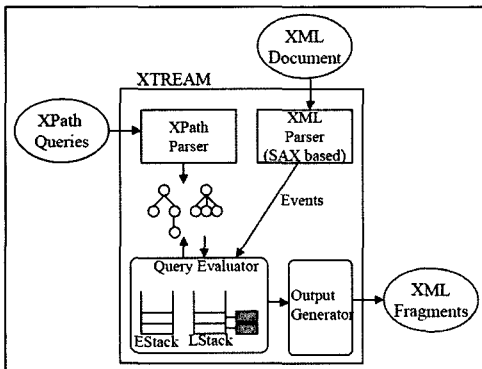 XML
Document
XTREAM
XPath
Queries
XPath
Parser
XML
Parser
(SAX based)
Events
Query Evaluator
EStack
LStack
Output
Generator
XML
Fragments